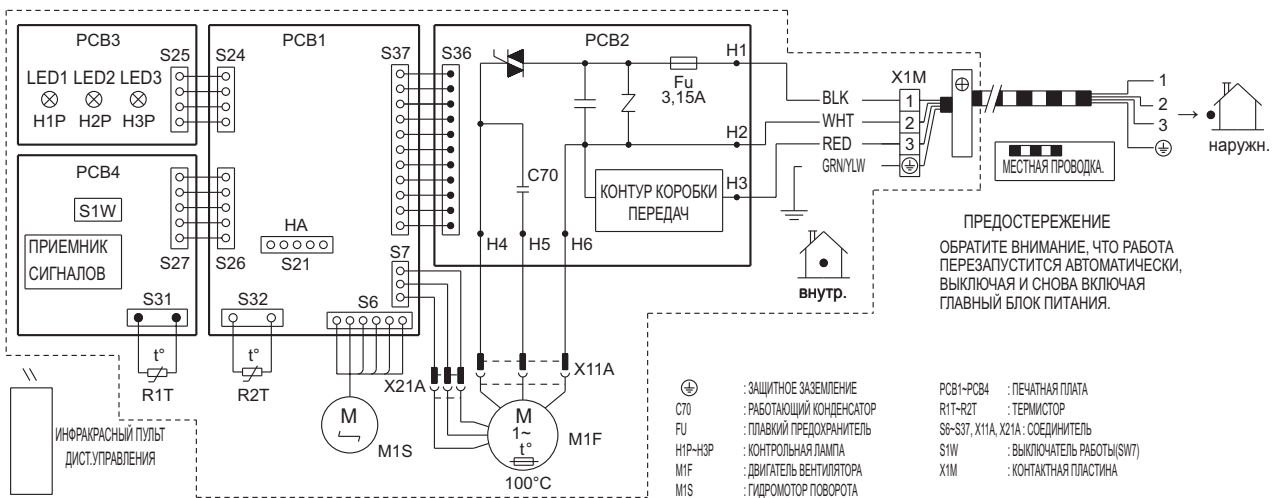 PCB3
S25
LED1 LED2 LED3
H1P H2P H3P
S24
PCB1
S37
S36
PCB2
H1
Fu
3,15A
H2
H3
C70
КОНТУР КОРОБКИ
ПЕРЕДАЧ
H4
H5
H6
BLK
WHT
RED
GRN/YLW
X1M
1
2
3
1
2
3
наружн.
МЕСТНАЯ ПРОВОДКА.
PCB4
S1W
ПРИЕМНИК
СИГНАЛОВ
S27
S26
HA
S21
S7
S31
S32
S6
t°
R1T
t°
R2T
M
M1S
X21A
X11A
M
1~
t°
100°C
M1F
внутр.
ИНФРАКРАСНЫЙ ПУЛЬТ
ДИСТ.УПРАВЛЕНИЯ
ПРЕДОСТЕРЕЖЕНИЕ
ОБРАТИТЕ ВНИМАНИЕ, ЧТО РАБОТА
ПЕРЕЗАПУСТИТСЯ АВТОМАТИЧЕСКИ,
ВЫКЛЮЧАЯ И СНОВА ВКЛЮЧАЯ
ГЛАВНЫЙ БЛОК ПИТАНИЯ.
: ЗАЩИТНОЕ ЗАЗЕМЛЕНИЕ
C70 : РАБОТАЮЩИЙ КОНДЕНСАТОР
FU : ПЛАВКИЙ ПРЕДОХРАНИТЕЛЬ
H1P~H3P : КОНТРОЛЬНАЯ ЛАМПА
M1F : ДВИГАТЕЛЬ ВЕНТИЛЯТОРА
M1S : ГИДРОМОТОР ПОВОРОТА
PCB1~PCB4 : ПЕЧАТНАЯ ПЛАТА
R1T~R2T : ТЕРМИСТОР
S6~S37, X11A, X21A : СОЕДИНИТЕЛЬ
S1W : ВЫКЛЮЧАТЕЛЬ РАБОТЫ(SW7)
X1M : КОНТАКТНАЯ ПЛАСТИНА